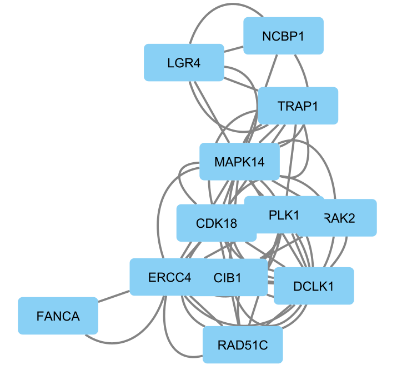 NCBP1
LGR4
TRAP1
MAPK14
CDK18
PLK1
RAK2
ERCC4
CIB1
DCLK1
FANCA
RAD51C